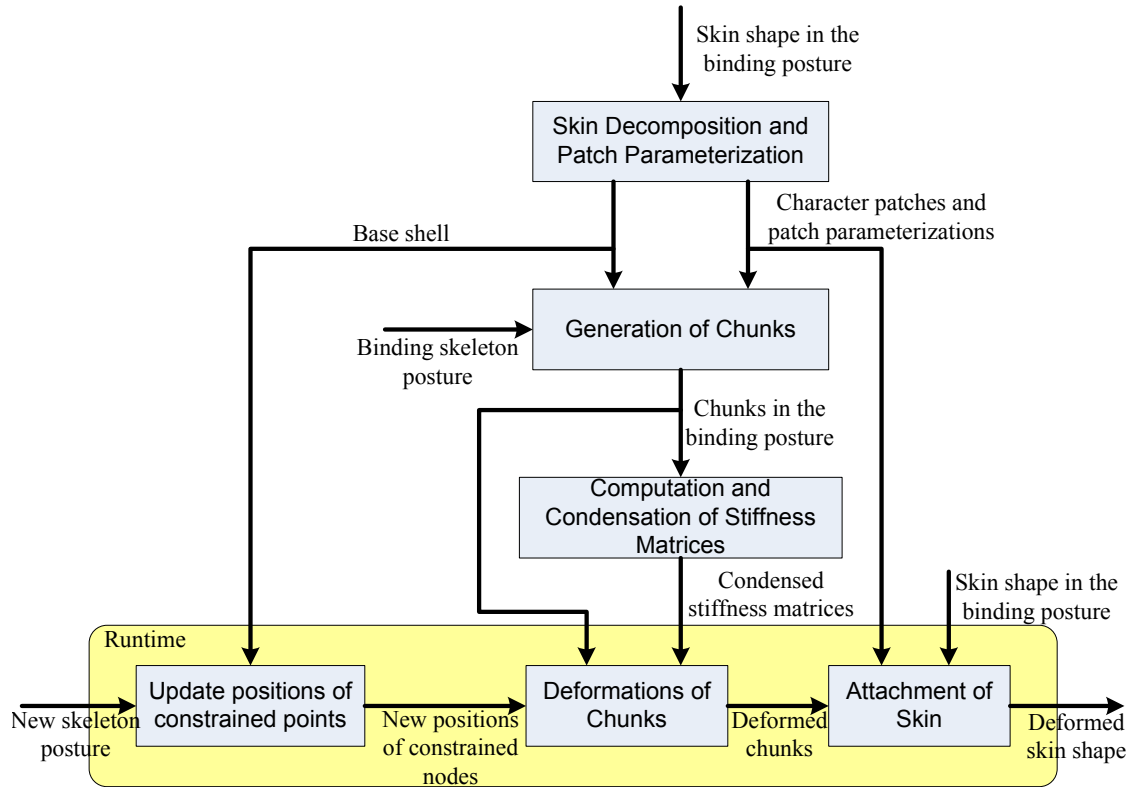 Skin shape in the
binding posture
Skin Decomposition and
Patch Parameterization
Character patches and
patch parameterizations
Base shell
Generation of Chunks
Binding skeleton
posture
Chunks in the
binding posture
Computation and
Condensation of Stiffness
Matrices
Condensed
stiffness matrices
Skin shape in the
binding posture
Runtime
Update positions of
constrained points
Deformations of
Chunks
Attachment of
Skin
New skeleton
posture
New positions
of constrained
nodes
Deformed
chunks
Deformed
skin shape